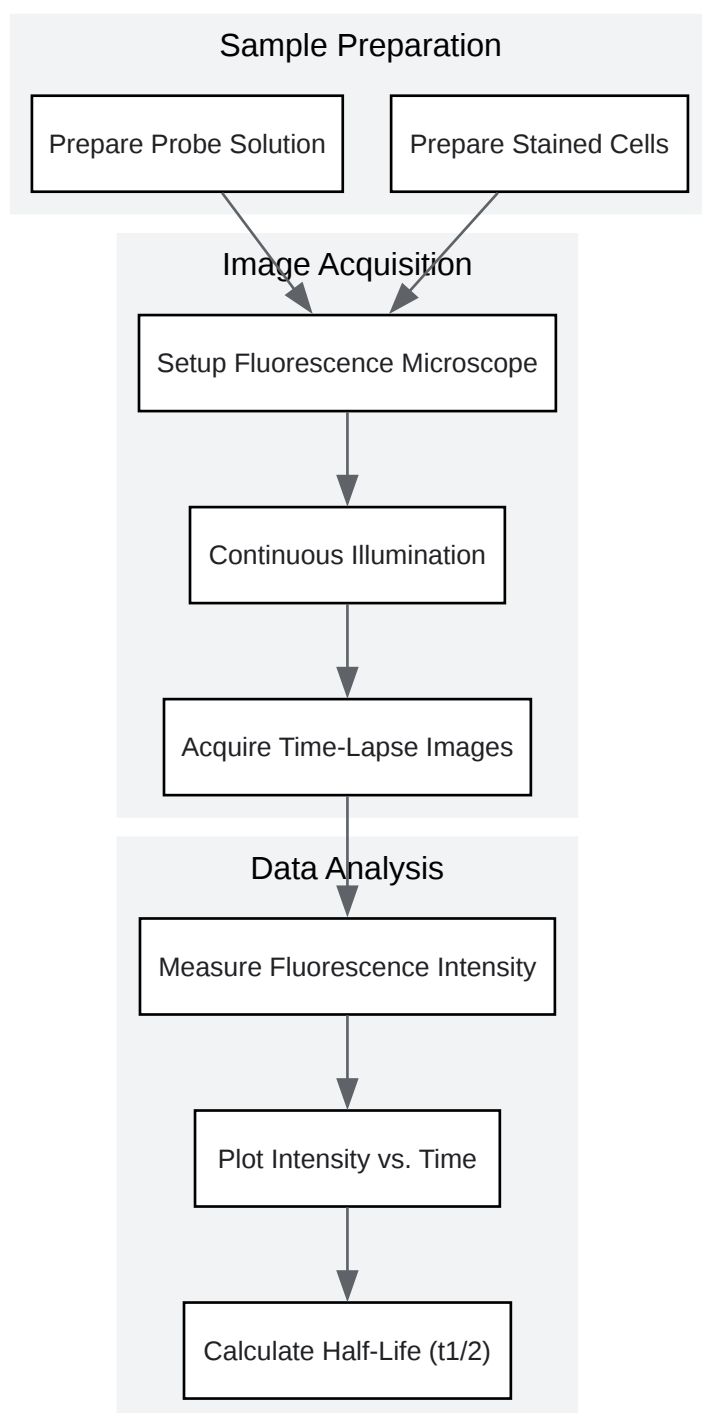 Sample Preparation
Prepare Probe Solution
Prepare Stained Cells
Image Acquisition
Setup Fluorescence Microscope
Continuous Illumination
Acquire Time-Lapse Images
Data Analysis
Measure Fluorescence Intensity
Plot Intensity vs. Time
Calculate Half-Life (t1/2)